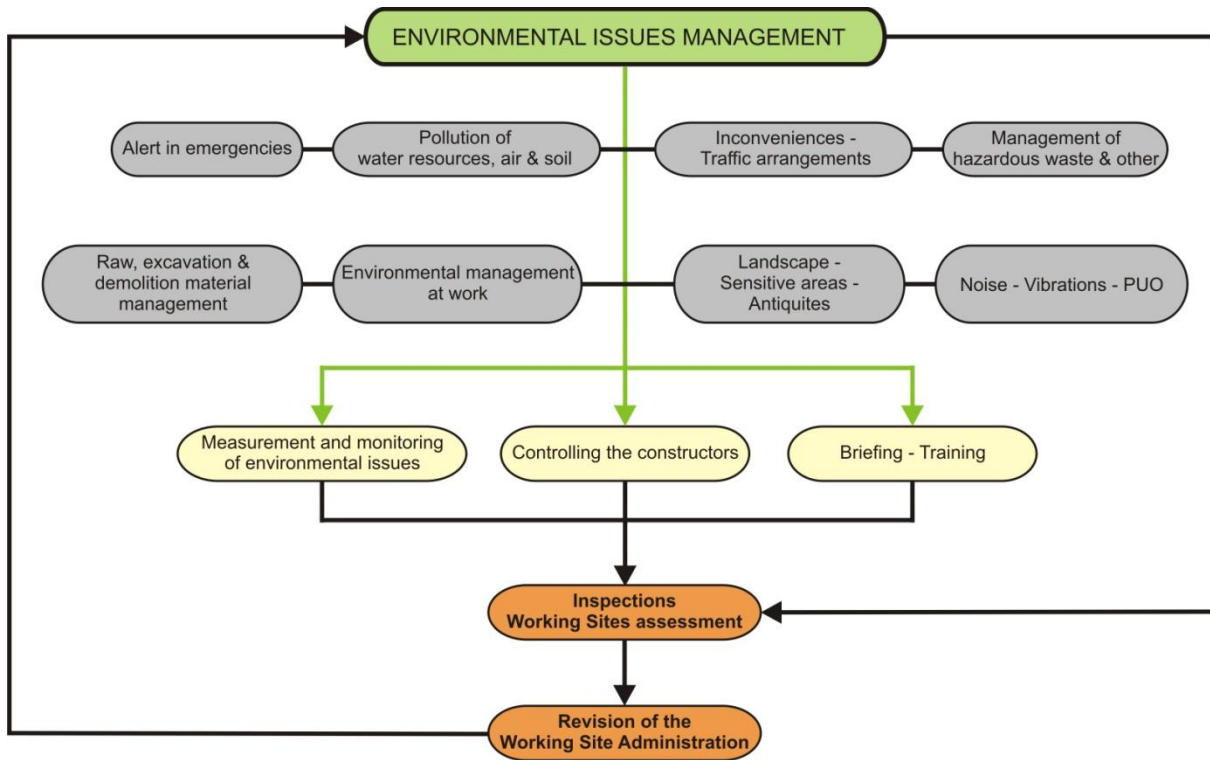 ENVIRONMENTAL ISSUES MANAGEMENT
Alert in emergencies
Pollution of
water resources, air & soil
Inconveniences -
Traffic arrangements
Management of
hazardous waste & other
Raw, excavation &
demolition material
management
Environmental management
at work
Landscape -
Sensitive areas -
Antiquites
Noise - Vibrations - PUO
Measurement and monitoring
of environmental issues
Controlling the constructors
Briefing - Training
Inspections
Working Sites assessment
Revision of the
Working Site Administration